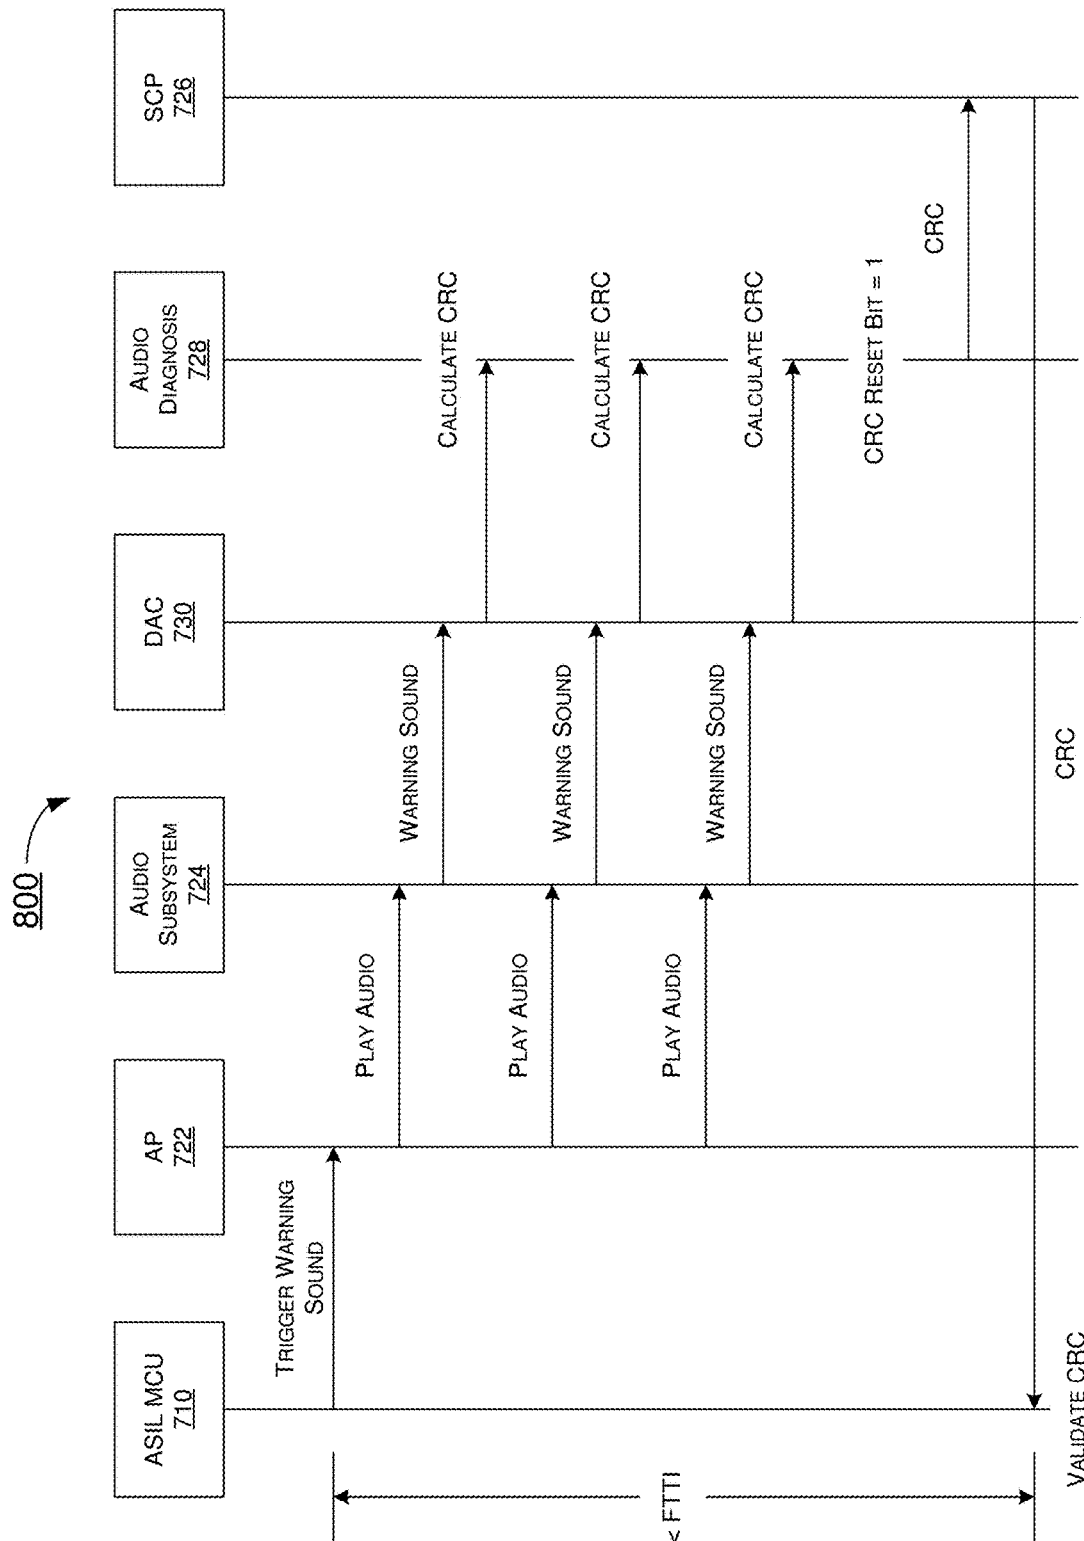 800
ASIL MCU
710
AP
722
AUDIO
SUBSYSTEM
724
DAC
730
AUDIO
DIAGNOSIS
728
SCP
726
TRIGGER WARNING
SOUND
PLAY AUDIO
WARNING SOUND
CALCULATE CRC
PLAY AUDIO
WARNING SOUND
CALCULATE CRC
PLAY AUDIO
WARNING SOUND
CALCULATE CRC
CRC RESET BIT = 1
CRC
CRC
< FTTI
VALIDATE CRC